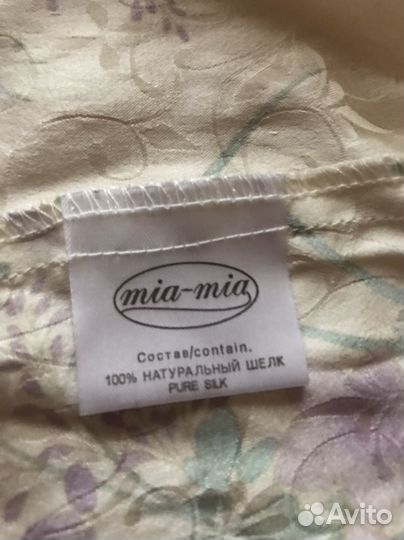 mia-mia
Состав/contain.
100% НАТУРАЛЬНЫЙ ШЕЛК
PURE SILK
Avito